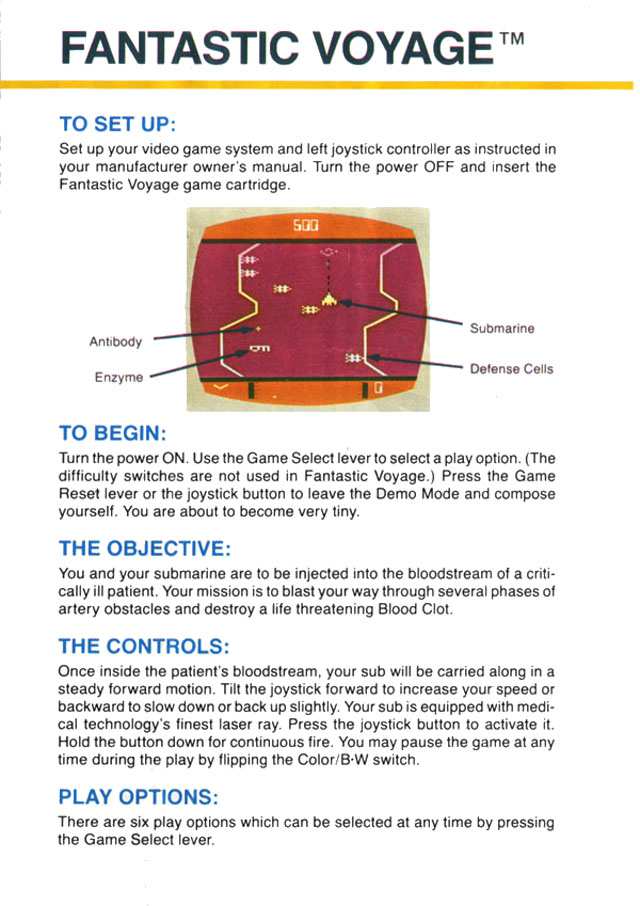 FANTASTIC VOYAGE™
TO SET UP:
Set up your video game system and left joystick controller as instructed in
your manufacturer owner's manual. Turn the power OFF and insert the
Fantastic Voyage game cartridge.
500
Antibody
Enzyme
Submarine
Defense Cells
0
TO BEGIN:
Turn the power ON. Use the Game Select lever to select a play option. (The
difficulty switches are not used in Fantastic Voyage.) Press the Game
Reset lever or the joystick button to leave the Demo Mode and compose
yourself. You are about to become very tiny.
THE OBJECTIVE:
You and your submarine are to be injected into the bloodstream of a criti-
cally ill patient. Your mission is to blast your way through several phases of
artery obstacles and destroy a life threatening Blood Clot.
THE CONTROLS:
Once inside the patient's bloodstream, your sub will be carried along in a
steady forward motion. Tilt the joystick forward to increase your speed or
backward to slow down or back up slightly. Your sub is equipped with medi-
cal technology's finest laser ray. Press the joystick button to activate it.
Hold the button down for continuous fire. You may pause the game at any
time during the play by flipping the Color/B-W switch.
PLAY OPTIONS:
There are six play options which can be selected at any time by pressing
the Game Select lever.